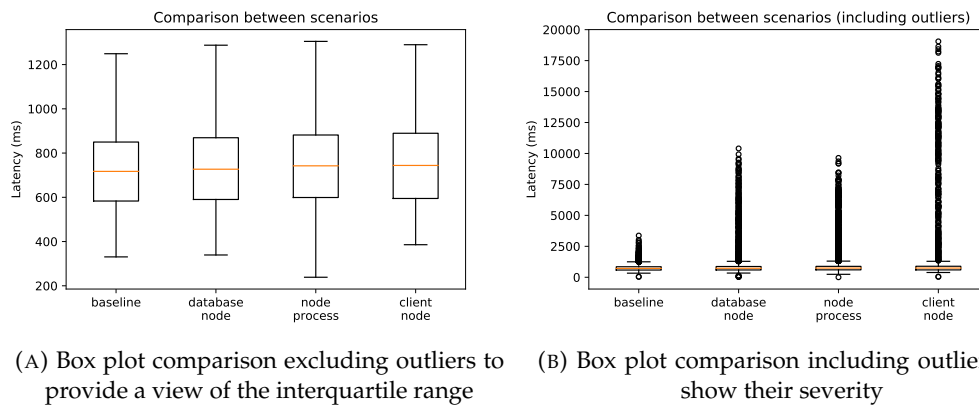 Comparison between scenarios
1200
1000
800
600
400
200
Latency (ms)
baseline
database
node
node
process
client
node
(A) Box plot comparison excluding outliers to
provide a view of the interquartile range
Comparison between scenarios (including outliers)
20000
17500
15000
12500
10000
7500
5000
2500
0
Latency (ms)
baseline
database
node
node
process
client
node
(B) Box plot comparison including outlie
show their severity